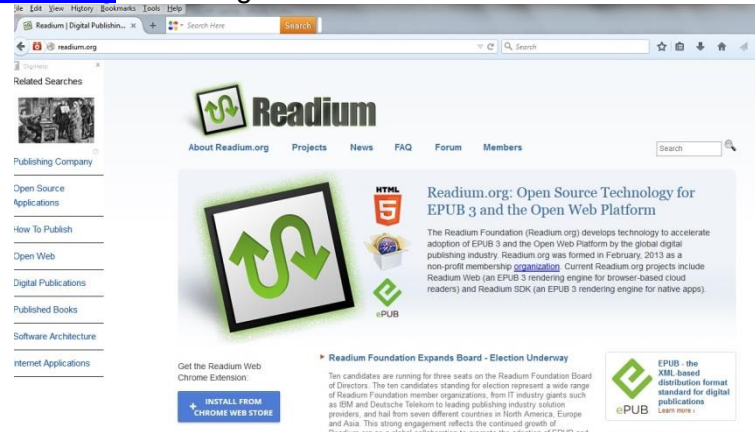 File Edit View History Bookmarks Tools Help
Readium | Digital Publishin... × + Search Here Search
readium.org Search
Related Searches
Publishing Company
Open Source
Applications
How To Publish
Open Web
Digital Publications
Published Books
Software Architecture
Internet Applications
Readium
About Readium.org Projects News FAQ Forum Members Search
HTML
5
ePUB
Readium.org: Open Source Technology for
EPUB 3 and the Open Web Platform
The Readium Foundation (Readium.org) develops technology to accelerate
adoption of EPUB 3 and the Open Web Platform by the global digital
publishing industry. Readium.org was formed in February, 2013 as a
non-profit membership organization. Current Readium.org projects include
Readium Web (an EPUB 3 rendering engine for browser-based cloud
readers) and Readium SDK (an EPUB 3 rendering engine for native apps).
Get the Readium Web
Chrome Extension:
+ INSTALL FROM
CHROME WEB STORE
Readium Foundation Expands Board - Election Underway
Ten candidates are running for three seats on the Readium Foundation Board
of Directors. The ten candidates standing for election represent a wide range
of Readium Foundation member organizations, from IT industry giants such
as IBM and Deutsche Telekom to leading publishing industry solution
providers, and hail from seven different countries in North America, Europe
and Asia. This strong engagement reflects the continued growth of
ePUB
EPUB - the
XML-based
distribution format
standard for digital
publications
Learn more ›